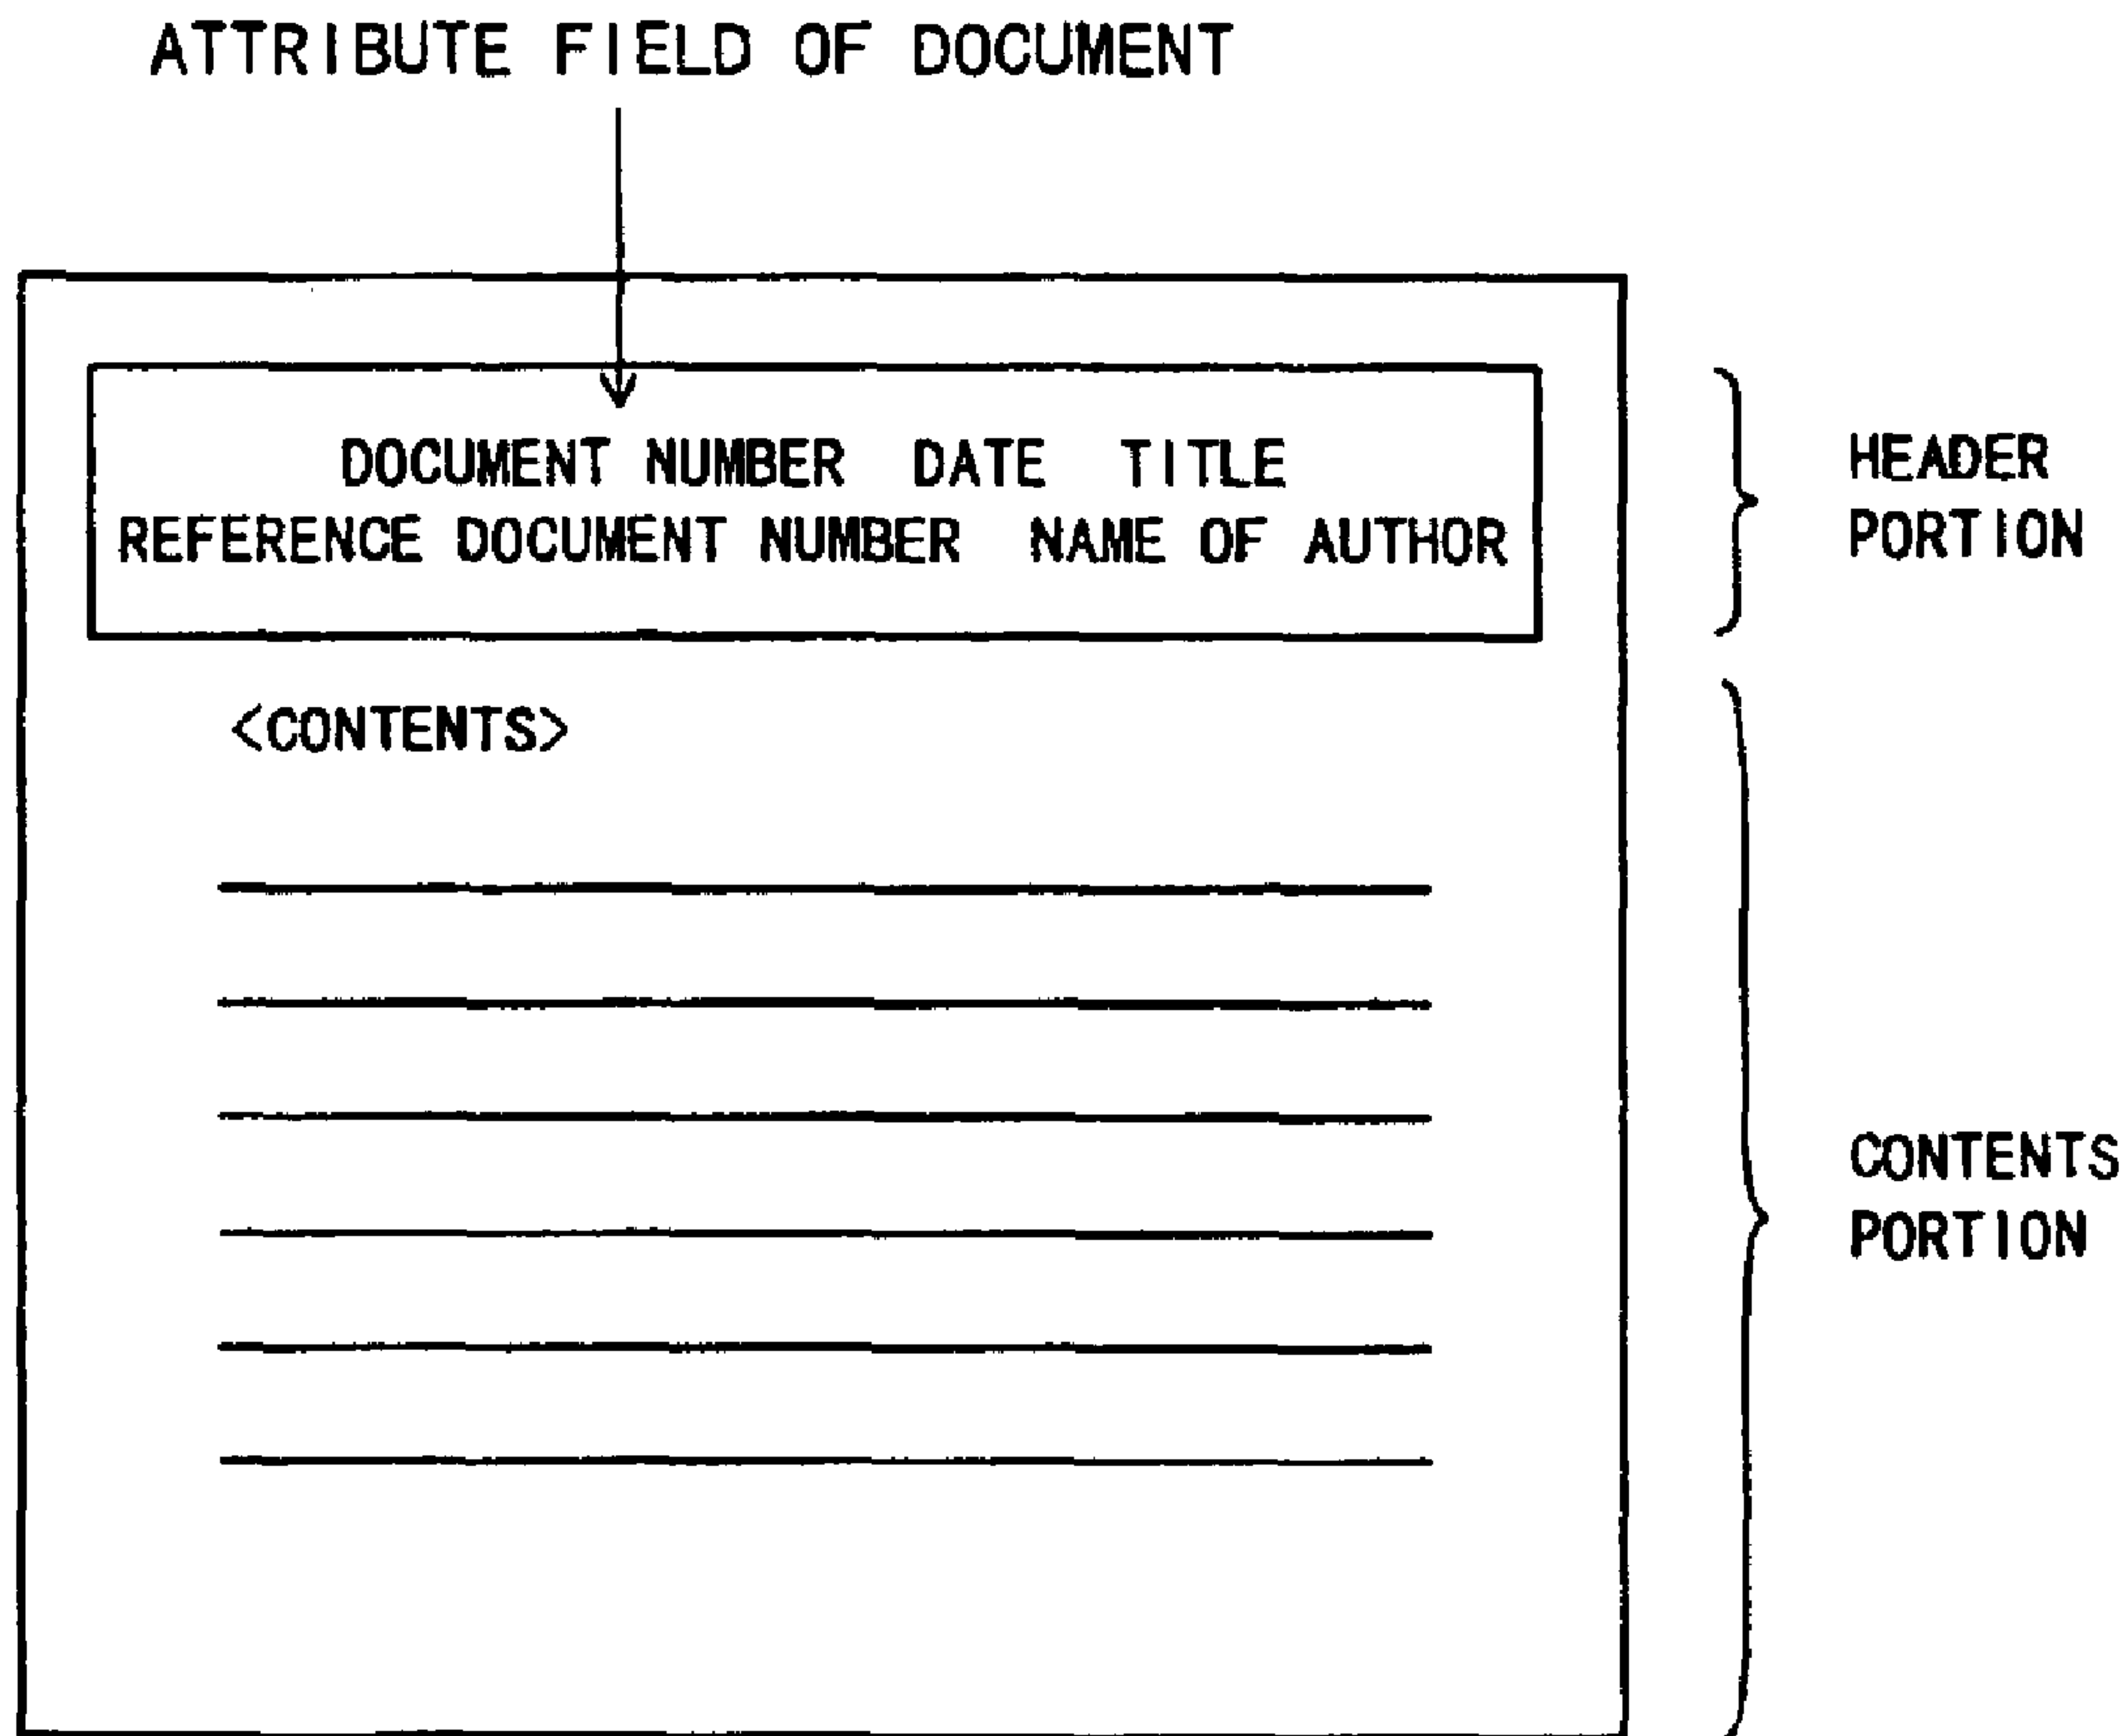 ATTRIBUTE FIELD OF DOCUMENT
DOCUMENT NUMBER DATE TITLE
REFERENCE DOCUMENT NUMBER NAME OF AUTHOR
HEADER
PORTION
<CONTENTS>
CONTENTS
PORTION